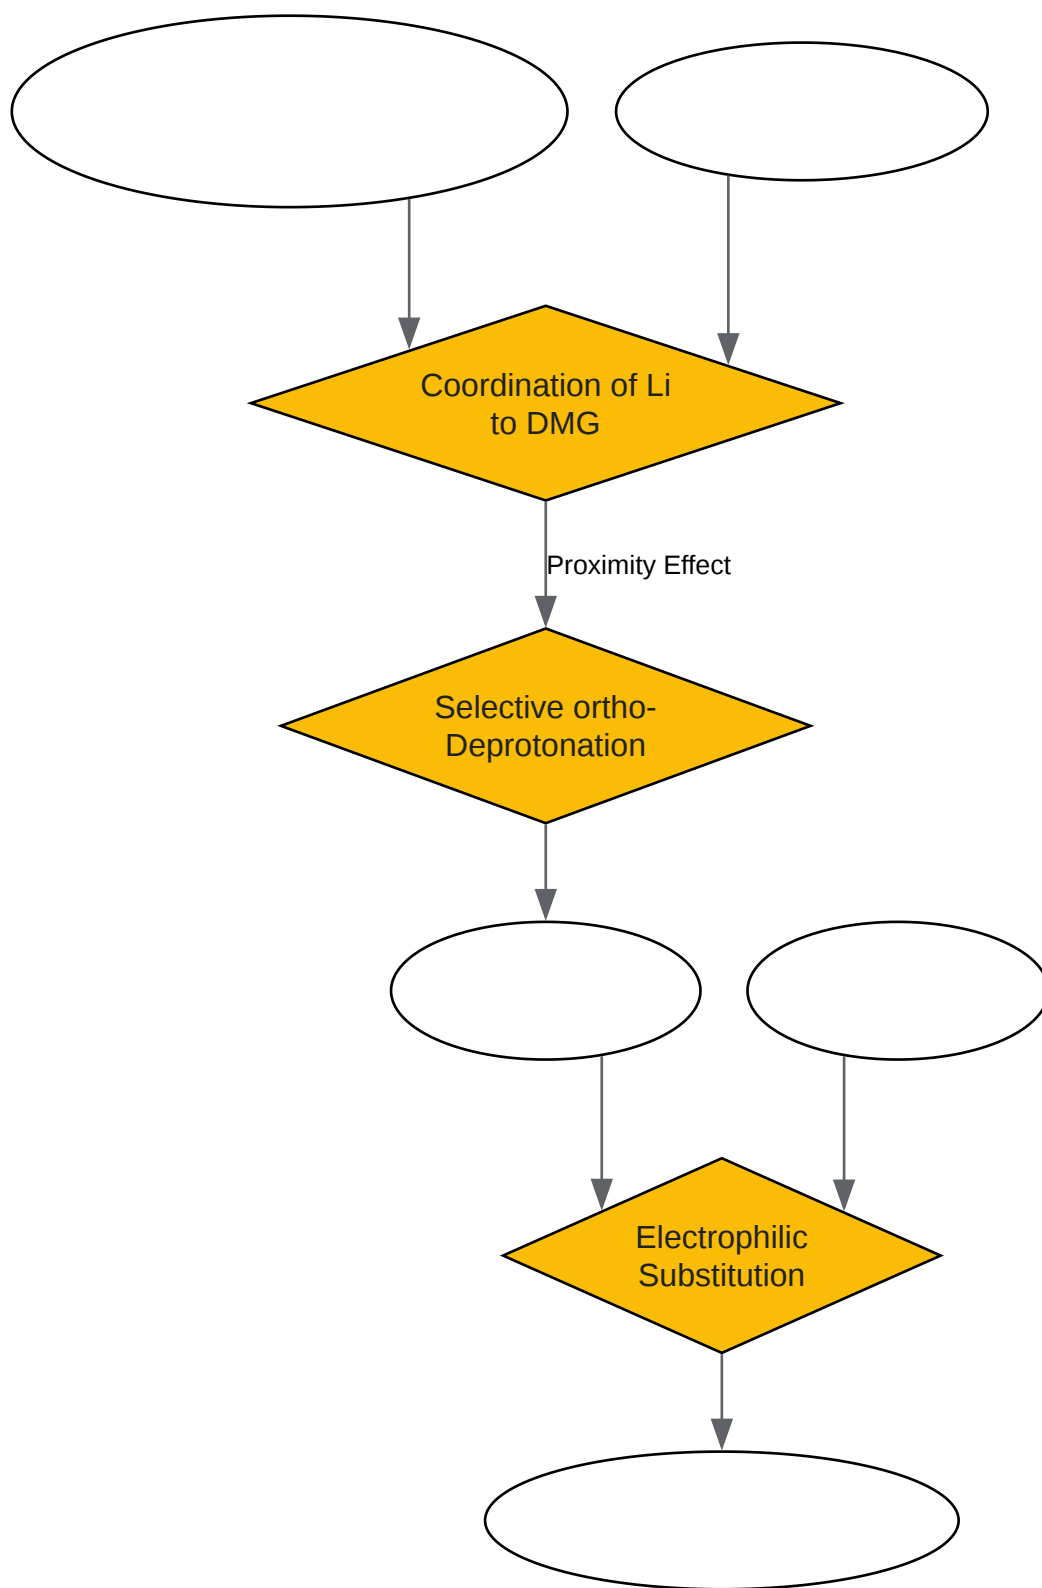 Coordination of Li
to DMG
Proximity Effect
Selective ortho-
Deprotonation
Electrophilic
Substitution